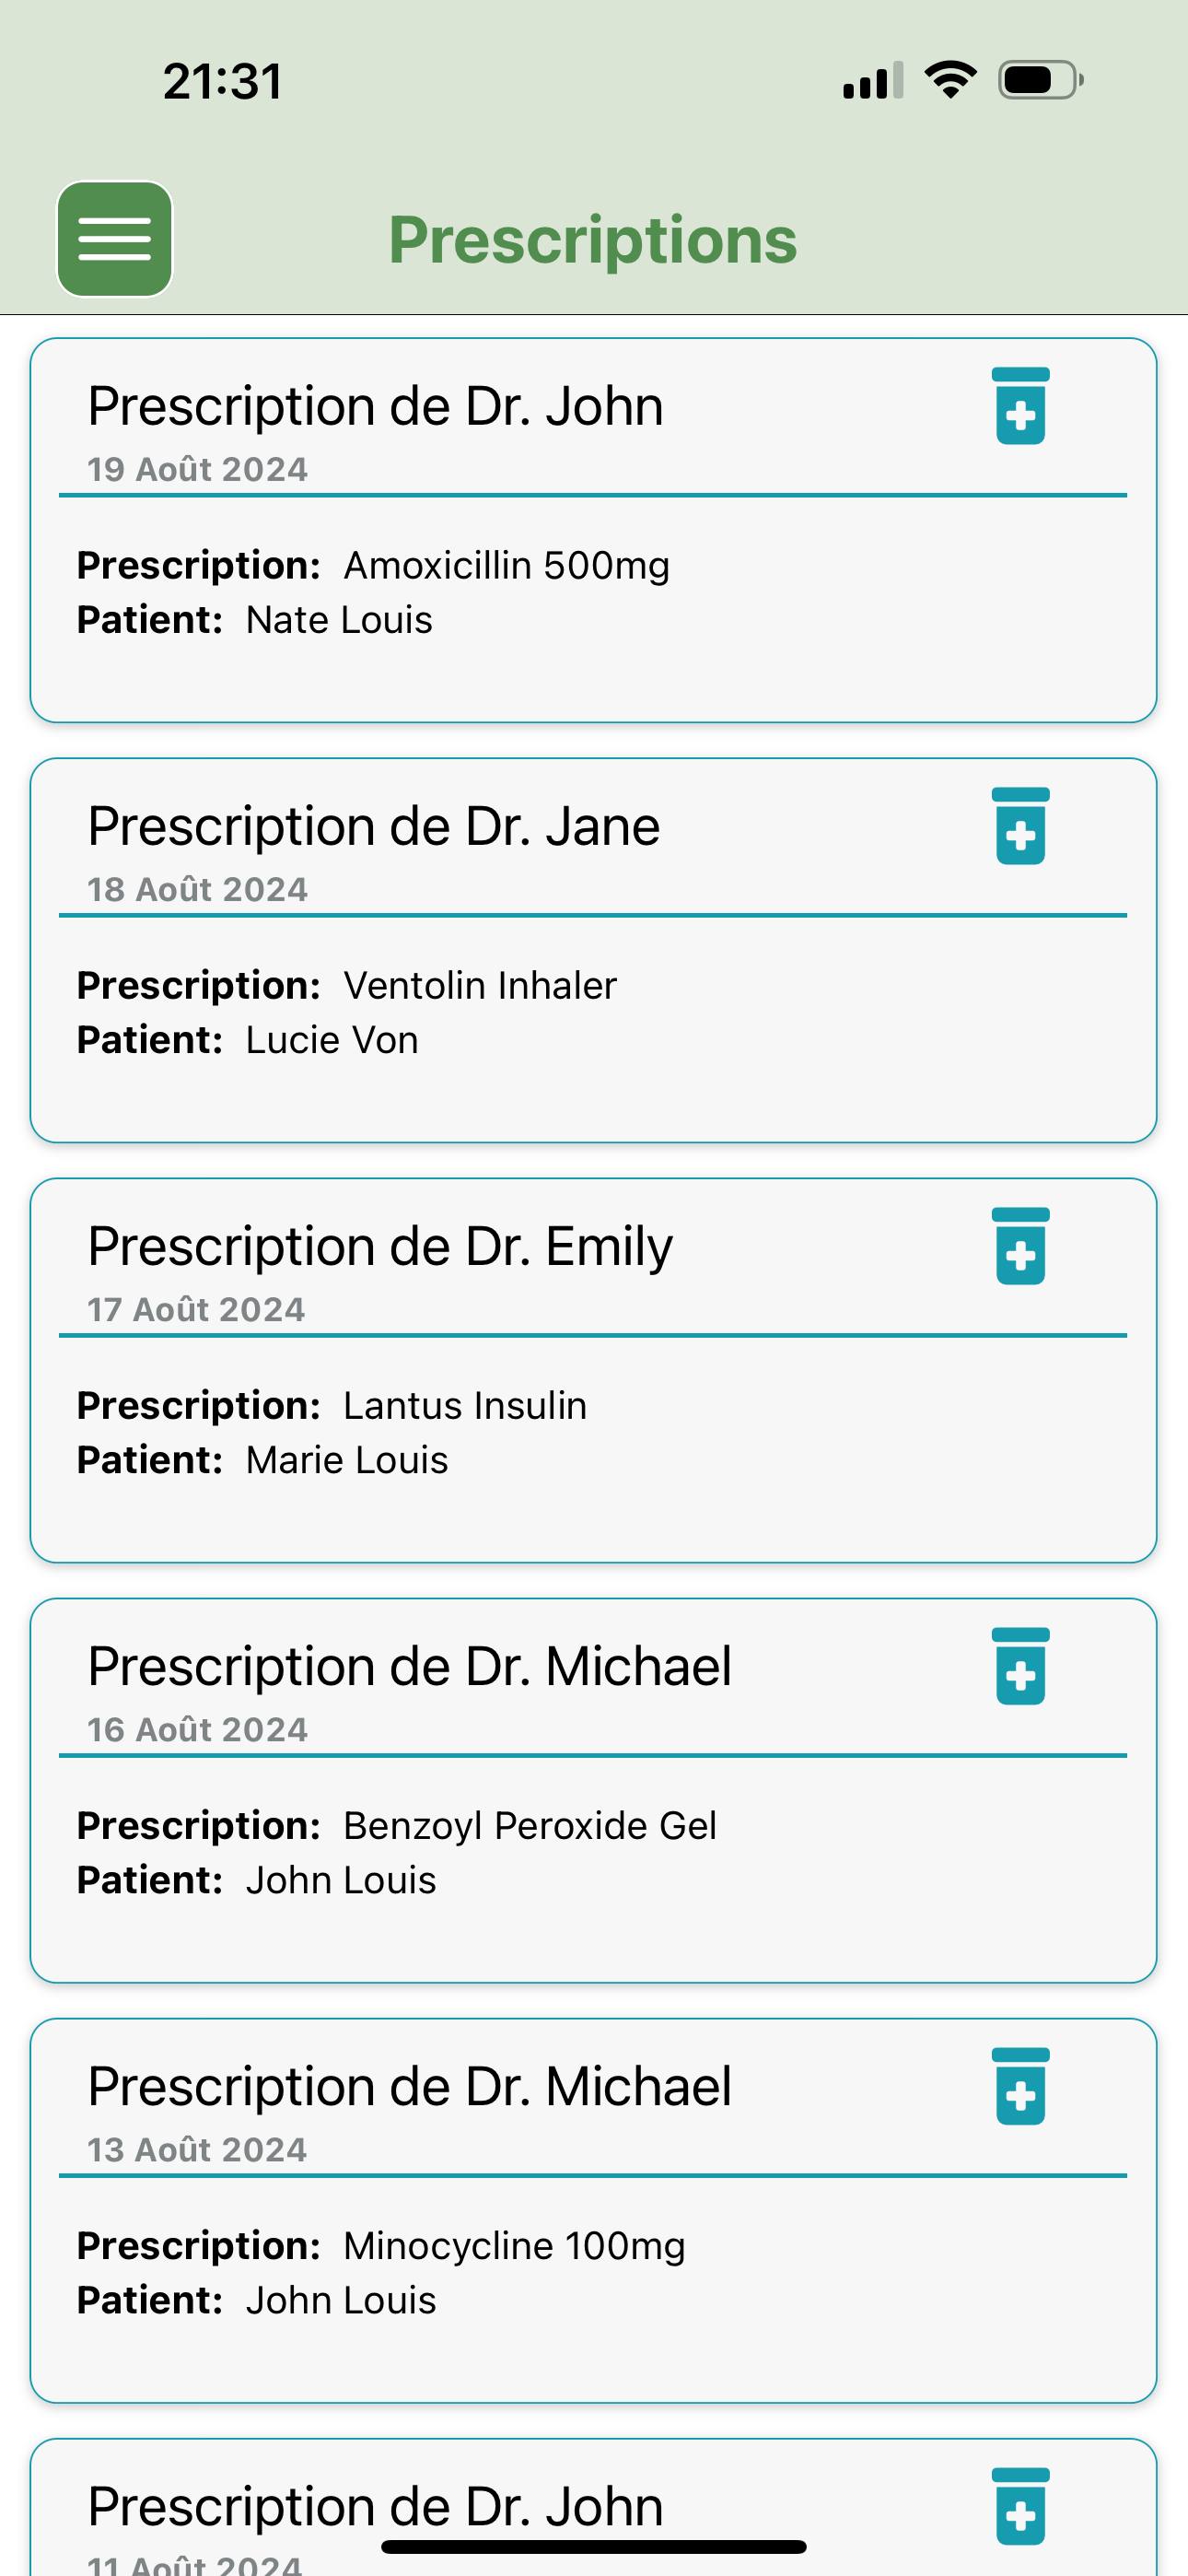 21:31
Prescriptions
Prescription de Dr. John
19 Août 2024
Prescription: Amoxicillin 500mg
Patient: Nate Louis
Prescription de Dr. Jane
18 Août 2024
Prescription: Ventolin Inhaler
Patient: Lucie Von
Prescription de Dr. Emily
17 Août 2024
Prescription: Lantus Insulin
Patient: Marie Louis
Prescription de Dr. Michael
16 Août 2024
Prescription: Benzoyl Peroxide Gel
Patient: John Louis
Prescription de Dr. Michael
13 Août 2024
Prescription: Minocycline 100mg
Patient: John Louis
Prescription de Dr. John
11 Août 2024